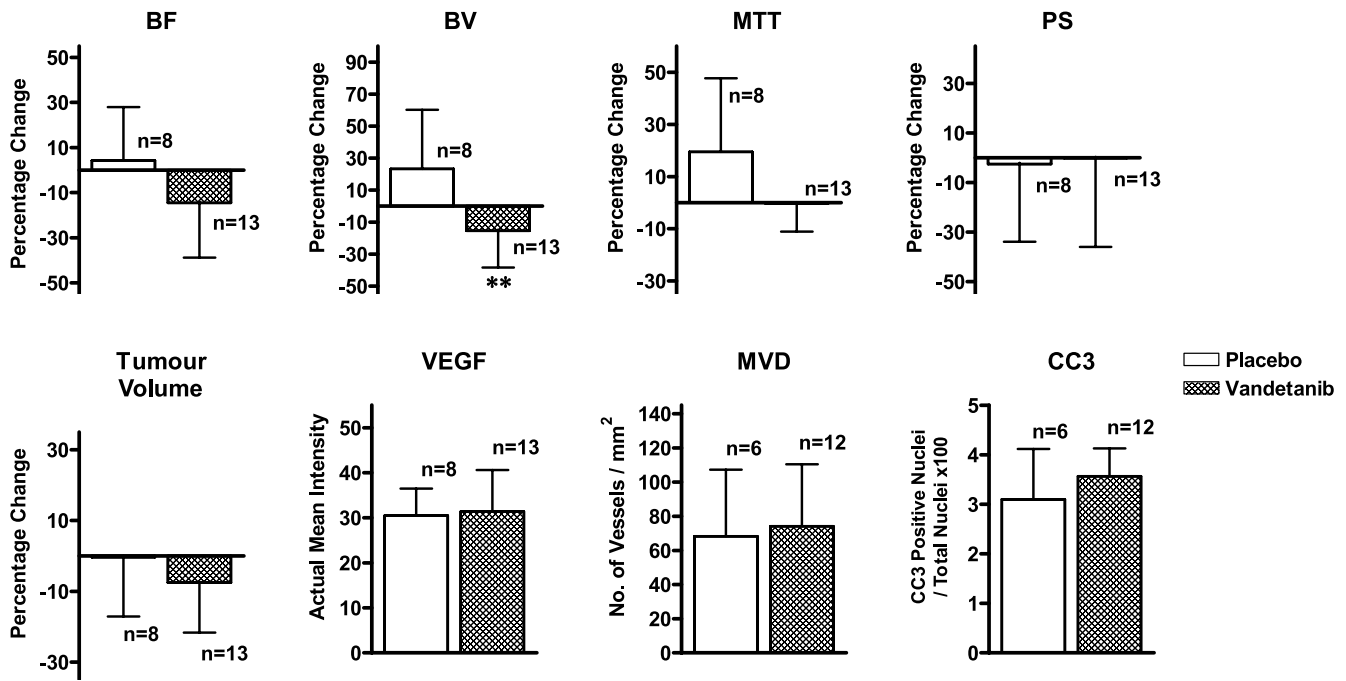 BF
Percentage Change
50
30
10
-10
-30
-50
n=8
n=13
BV
Percentage Change
90
70
50
30
10
-10
-30
-50
n=8
n=13
**
MTT
Percentage Change
50
30
10
-10
-30
n=8
n=13
PS
Percentage Change
30
10
-10
-30
-50
n=8
n=13
Tumour
Volume
Percentage Change
30
10
-10
-30
n=8
n=13
VEGF
Actual Mean Intensity
50
40
30
20
10
0
n=8
n=13
MVD
No. of Vessels / mm²
140
120
100
80
60
40
20
0
n=6
n=12
CC3
CC3 Positive Nuclei
/ Total Nuclei x100
5
4
3
2
1
0
n=6
n=12
Placebo
Vandetanib